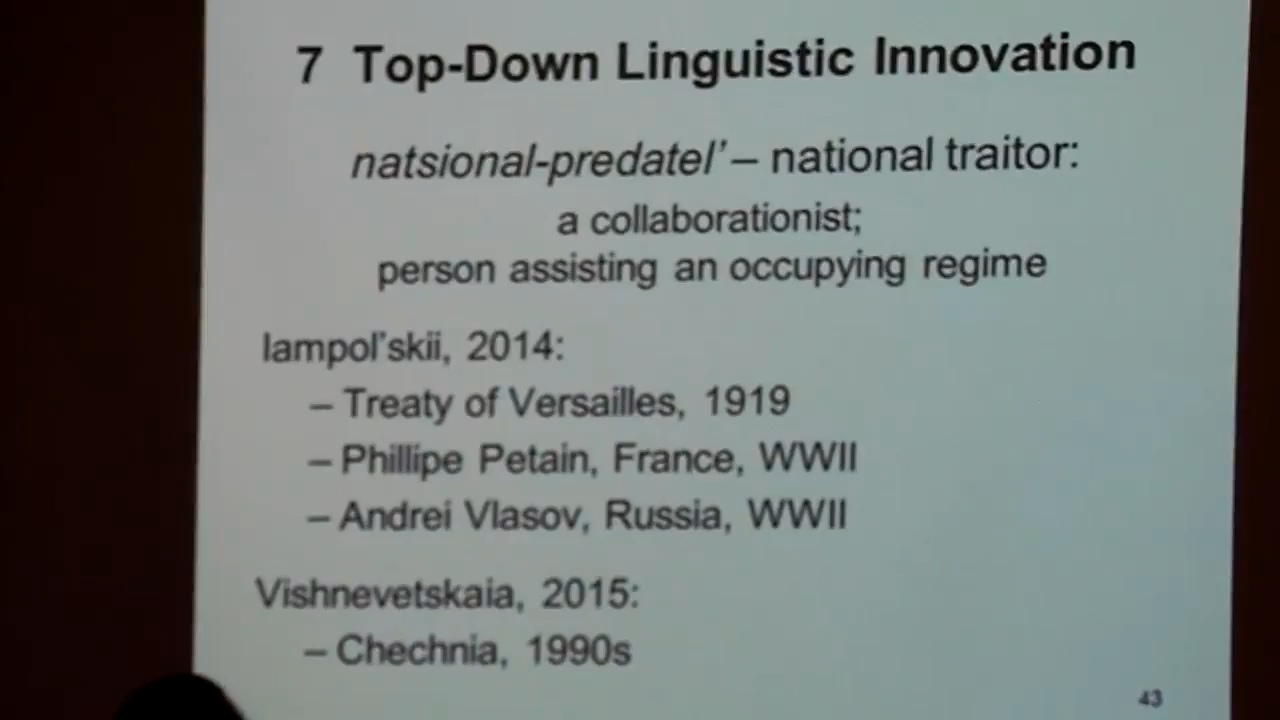 7 Top-Down Linguistic Innovation
natsional-predatel' – national traitor:
a collaborationist;
person assisting an occupying regime
Iampol'skii, 2014:
– Treaty of Versailles, 1919
– Phillipe Petain, France, WWII
– Andrei Vlasov, Russia, WWII
Vishnevetskaia, 2015:
– Chechnia, 1990s
43